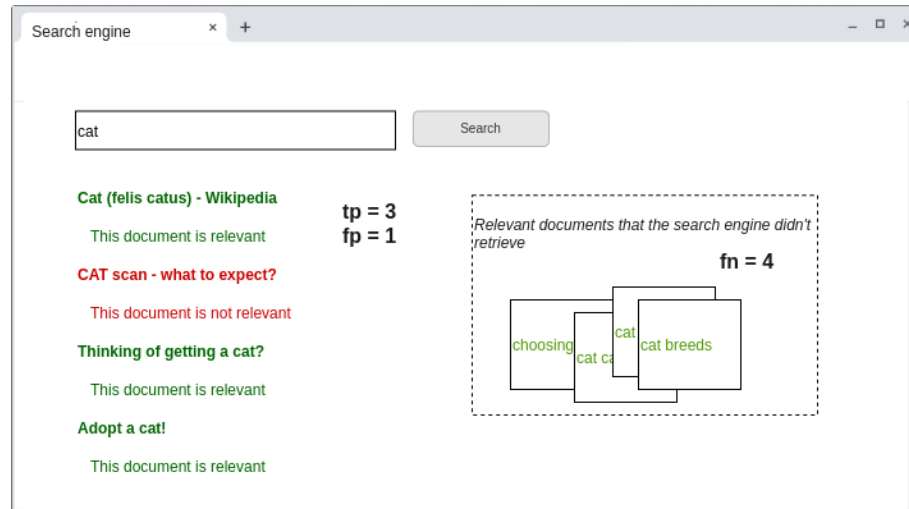 Search engine
cat
Search
Cat (felis catus) - Wikipedia
This document is relevant
tp = 3
fp = 1
CAT scan - what to expect?
This document is not relevant
Thinking of getting a cat?
This document is relevant
Adopt a cat!
This document is relevant
Relevant documents that the search engine didn't
retrieve
fn = 4
choosing
cat
cat
cat breeds